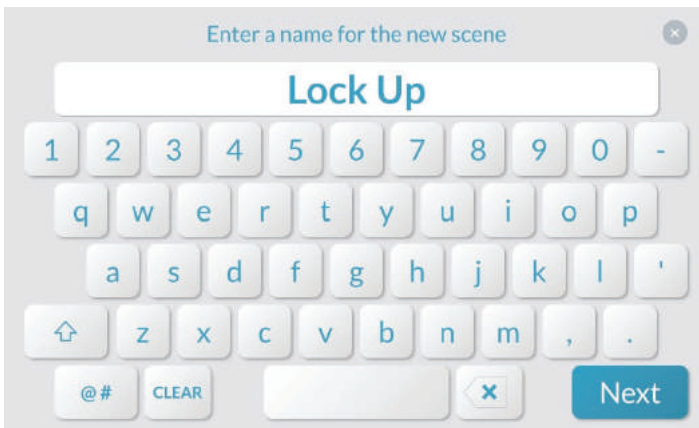 Enter a name for the new scene
Lock Up
1 2 3 4 5 6 7 8 9 0 -
q w e r t y u i o p
a s d f g h j k l '
z x c v b n m , .
@# CLEAR Next